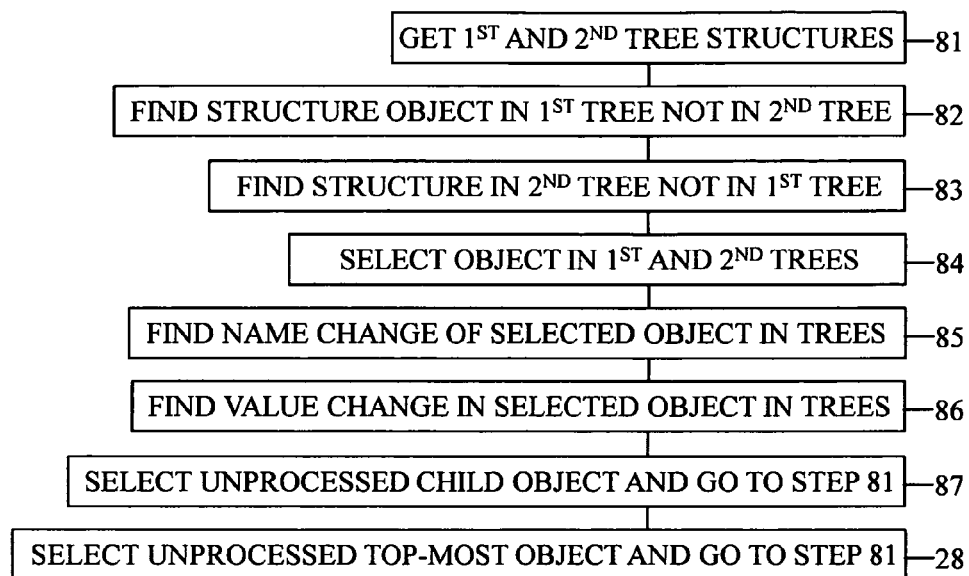 GET 1ST AND 2ND TREE STRUCTURES 81
FIND STRUCTURE OBJECT IN 1ST TREE NOT IN 2ND TREE 82
FIND STRUCTURE IN 2ND TREE NOT IN 1ST TREE 83
SELECT OBJECT IN 1ST AND 2ND TREES 84
FIND NAME CHANGE OF SELECTED OBJECT IN TREES 85
FIND VALUE CHANGE IN SELECTED OBJECT IN TREES 86
SELECT UNPROCESSED CHILD OBJECT AND GO TO STEP 81 87
SELECT UNPROCESSED TOP-MOST OBJECT AND GO TO STEP 81 28